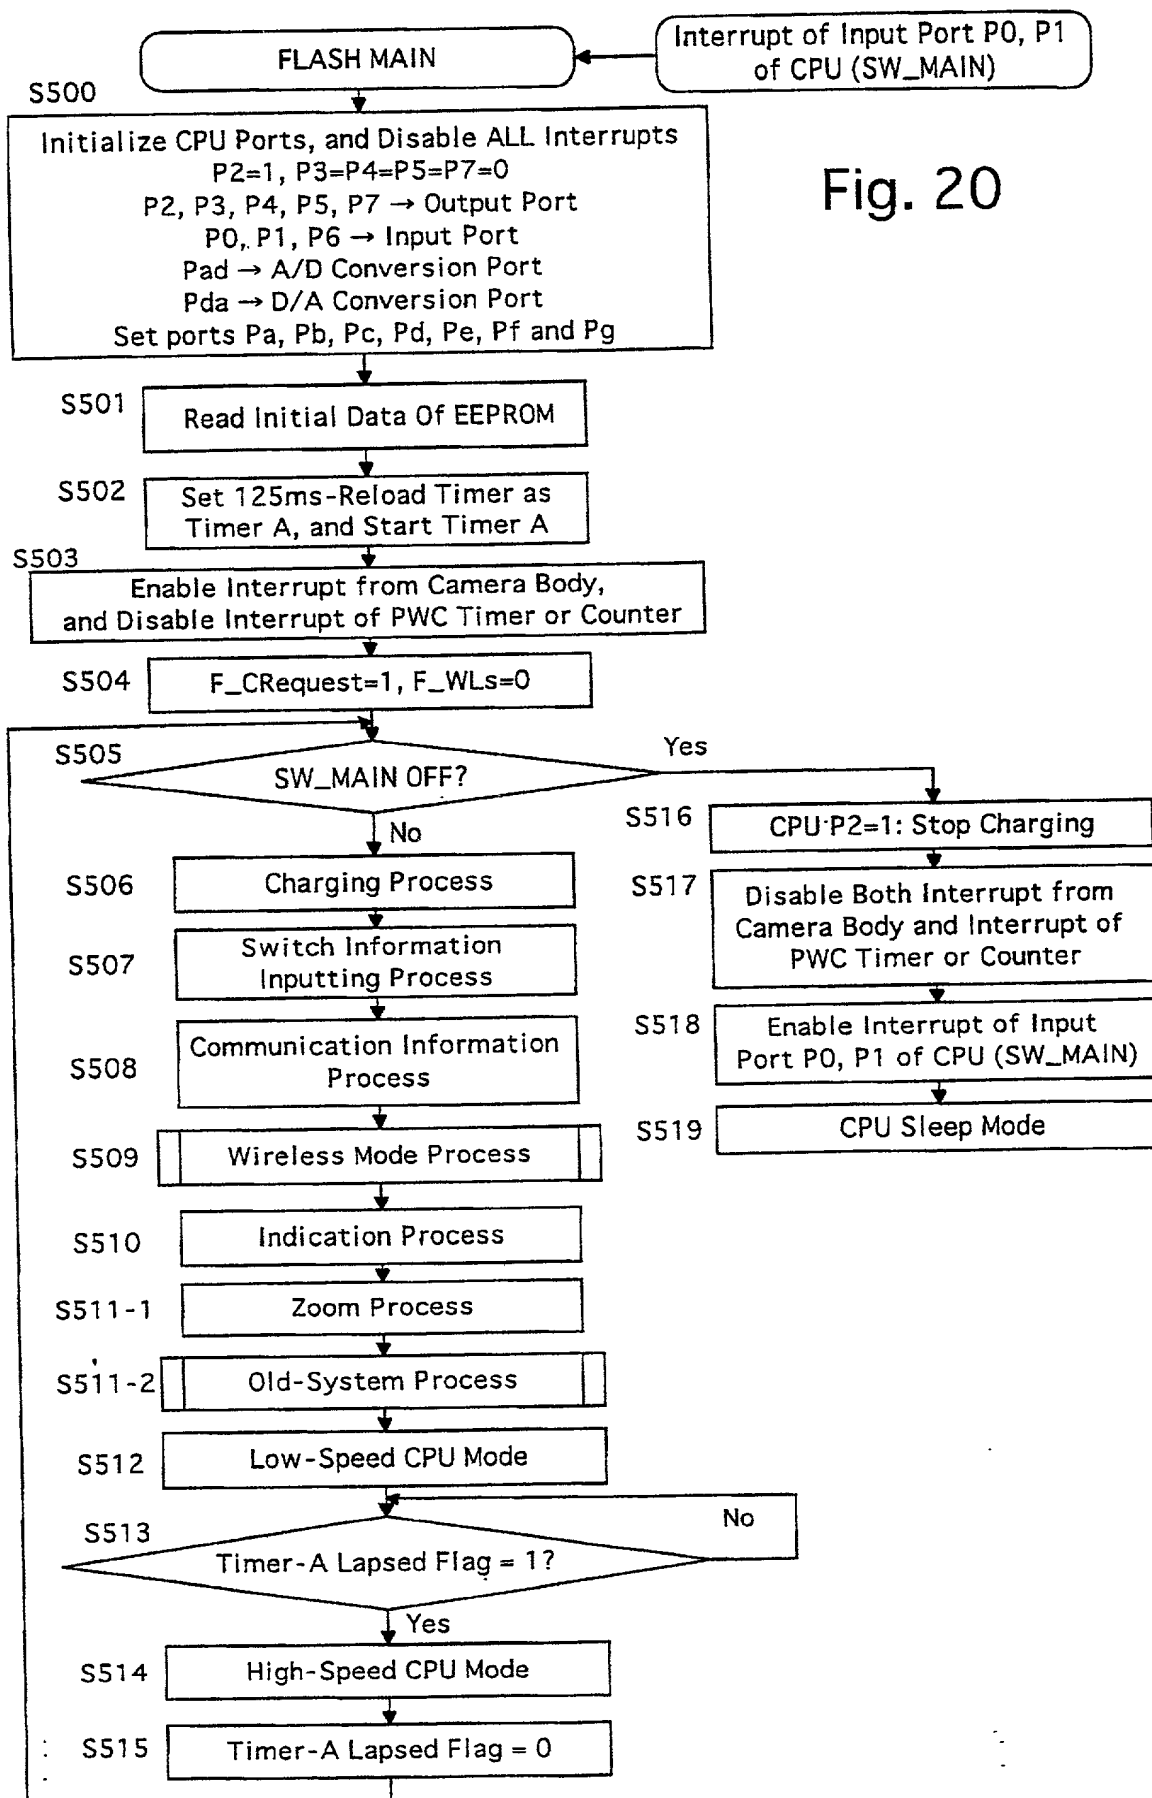 FLASH MAIN
Interrupt of Input Port P0, P1
of CPU (SW_MAIN)
Fig. 20
S500
Initialize CPU Ports, and Disable ALL Interrupts
P2=1, P3=P4=P5=P7=0
P2, P3, P4, P5, P7 → Output Port
P0, P1, P6 → Input Port
Pad → A/D Conversion Port
Pda → D/A Conversion Port
Set ports Pa, Pb, Pc, Pd, Pe, Pf and Pg
S501
Read Initial Data Of EEPROM
S502
Set 125ms-Reload Timer as
Timer A, and Start Timer A
S503
Enable Interrupt from Camera Body,
and Disable Interrupt of PWC Timer or Counter
S504
F_CRequest=1, F_WLs=0
S505
SW_MAIN OFF?
Yes
No
S506
Charging Process
S507
Switch Information
Inputting Process
S508
Communication Information
Process
S509
Wireless Mode Process
S510
Indication Process
S511-1
Zoom Process
S511-2
Old-System Process
S512
Low-Speed CPU Mode
S513
Timer-A Lapsed Flag = 1?
No
Yes
S514
High-Speed CPU Mode
S515
Timer-A Lapsed Flag = 0
S516
CPU P2=1: Stop Charging
S517
Disable Both Interrupt from
Camera Body and Interrupt of
PWC Timer or Counter
S518
Enable Interrupt of Input
Port P0, P1 of CPU (SW_MAIN)
S519
CPU Sleep Mode